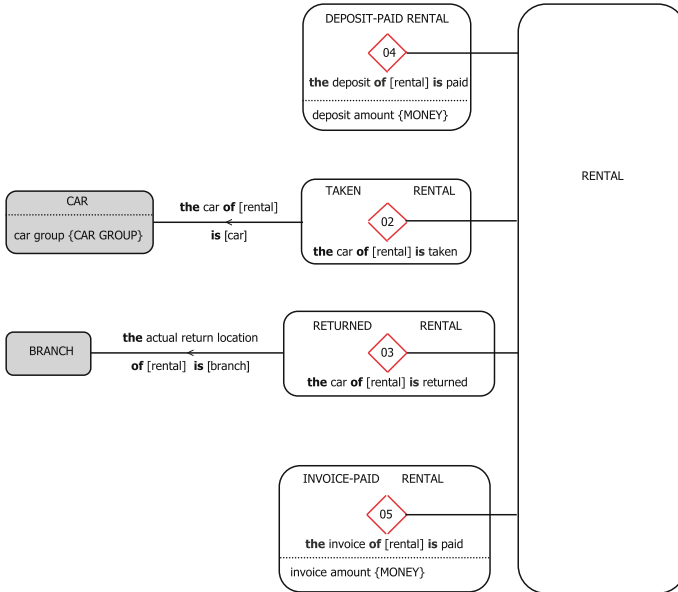 DEPOSIT-PAID RENTAL
04
the deposit of [rental] is paid
deposit amount {MONEY}
RENTAL
CAR
car group {CAR GROUP}
the car of [rental]
is [car]
TAKEN RENTAL
02
the car of [rental] is taken
BRANCH
the actual return location
of [rental] is [branch]
RETURNED RENTAL
03
the car of [rental] is returned
INVOICE-PAID RENTAL
05
the invoice of [rental] is paid
invoice amount {MONEY}